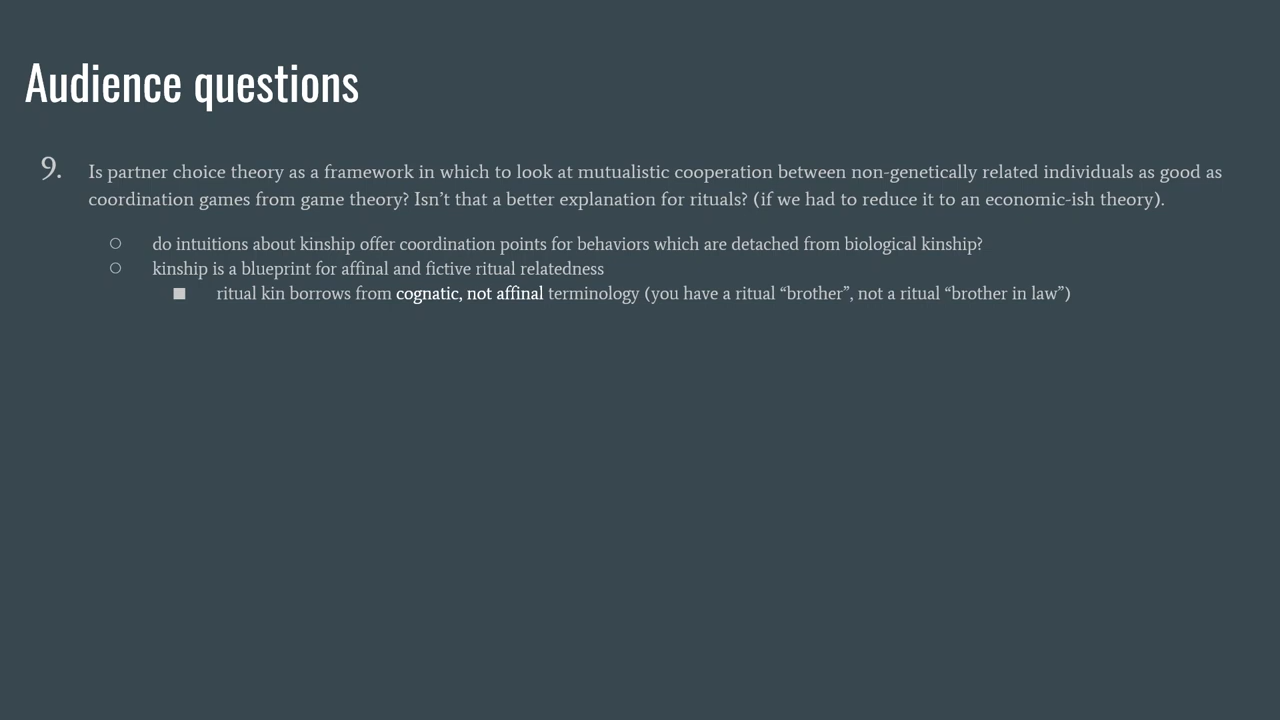 Audience questions
9. Is partner choice theory as a framework in which to look at mutualistic cooperation between non-genetically related individuals as good as
coordination games from game theory? Isn’t that a better explanation for rituals? (if we had to reduce it to an economic-ish theory).
○ do intuitions about kinship offer coordination points for behaviors which are detached from biological kinship?
○ kinship is a blueprint for affinal and fictive ritual relatedness
■ ritual kin borrows from cognatic, not affinal terminology (you have a ritual “brother”, not a ritual “brother in law”)